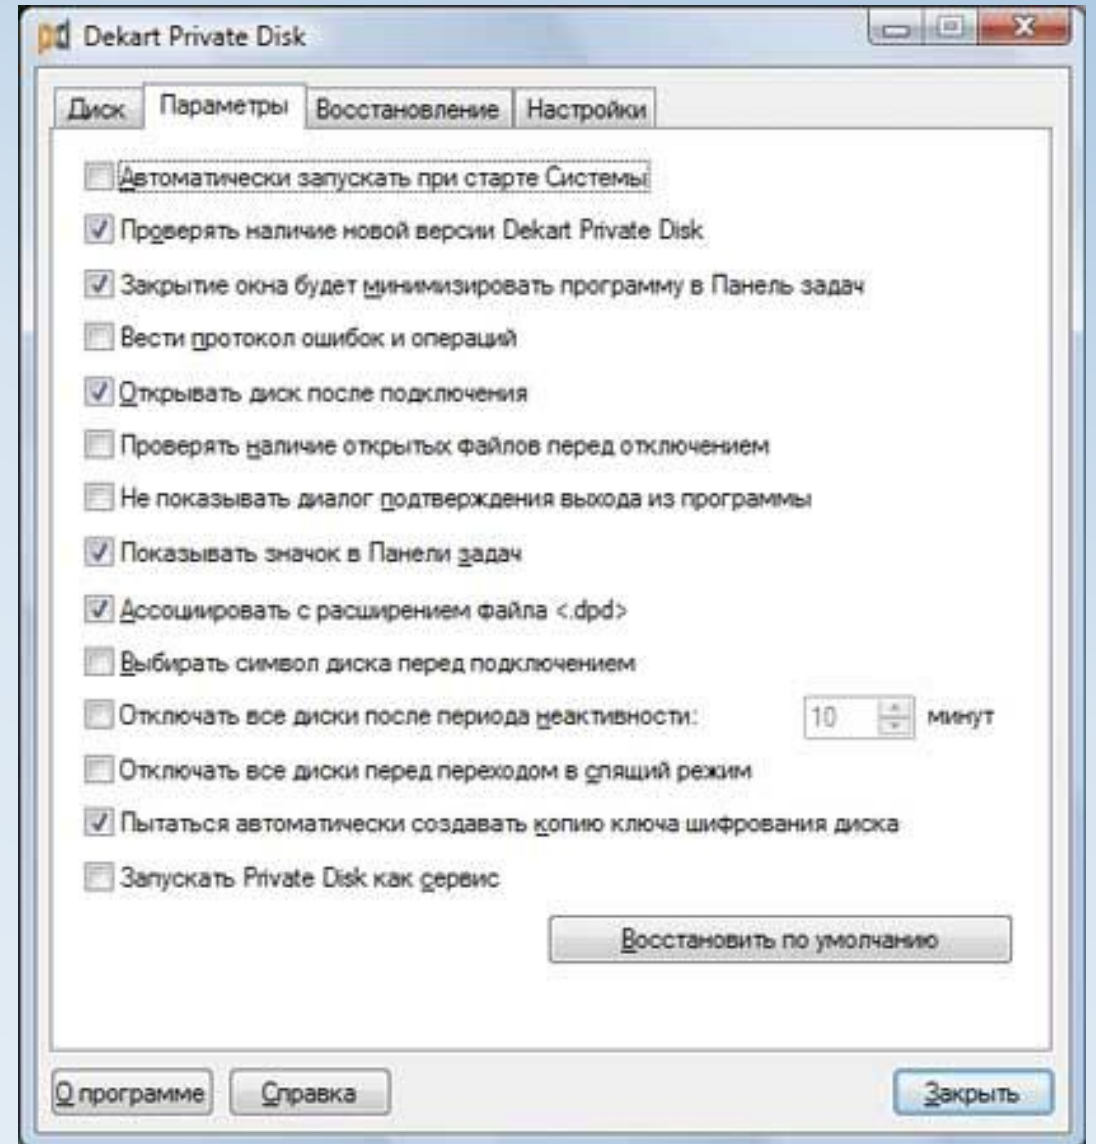 Dekart Private Disk
Диск Параметры Восстановление Настройки
Автоматически запускать при старте Системы
Проверять наличие новой версии Dekart Private Disk
Закрытие окна будет минимизировать программу в Панель задач
Вести протокол ошибок и операций
Открывать диск после подключения
Проверять наличие открытых файлов перед отключением
Не показывать диалог подтверждения выхода из программы
Показывать значок в Панели задач
Ассоциировать с расширением файла <.dpd>
Выбирать символ диска перед подключением
Отключать все диски после периода неактивности: 10 минут
Отключать все диски перед переходом в спящий режим
Пытаться автоматически создавать копию ключа шифрования диска
Запускать Private Disk как сервис
Восстановить по умолчанию
О программе Справка Закрыть